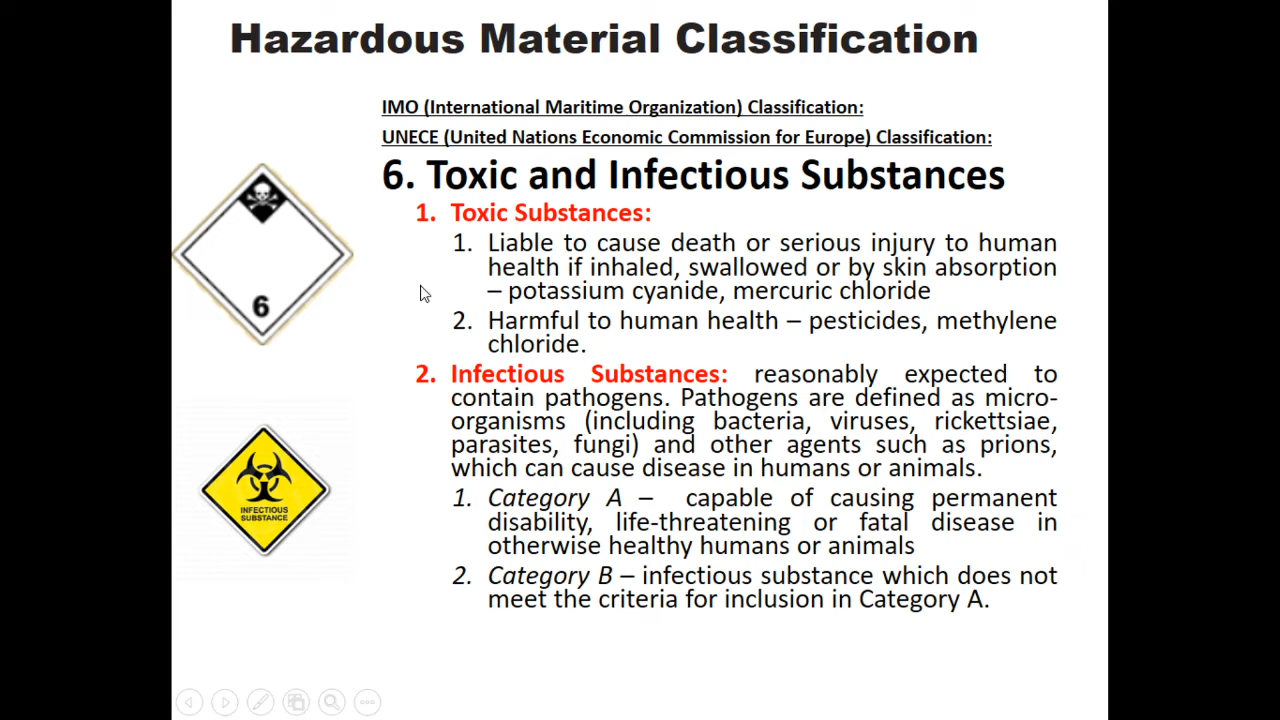 Hazardous Material Classification
IMO (International Maritime Organization) Classification:
UNECE (United Nations Economic Commission for Europe) Classification:
6. Toxic and Infectious Substances
1. Toxic Substances:
1. Liable to cause death or serious injury to human
health if inhaled, swallowed or by skin absorption
– potassium cyanide, mercuric chloride
2. Harmful to human health – pesticides, methylene
chloride.
2. Infectious Substances: reasonably expected to
contain pathogens. Pathogens are defined as micro-
organisms (including bacteria, viruses, rickettsiae,
parasites, fungi) and other agents such as prions,
which can cause disease in humans or animals.
1. Category A – capable of causing permanent
disability, life-threatening or fatal disease in
otherwise healthy humans or animals
2. Category B – infectious substance which does not
meet the criteria for inclusion in Category A.
6
INFECTIOUS
SUBSTANCE